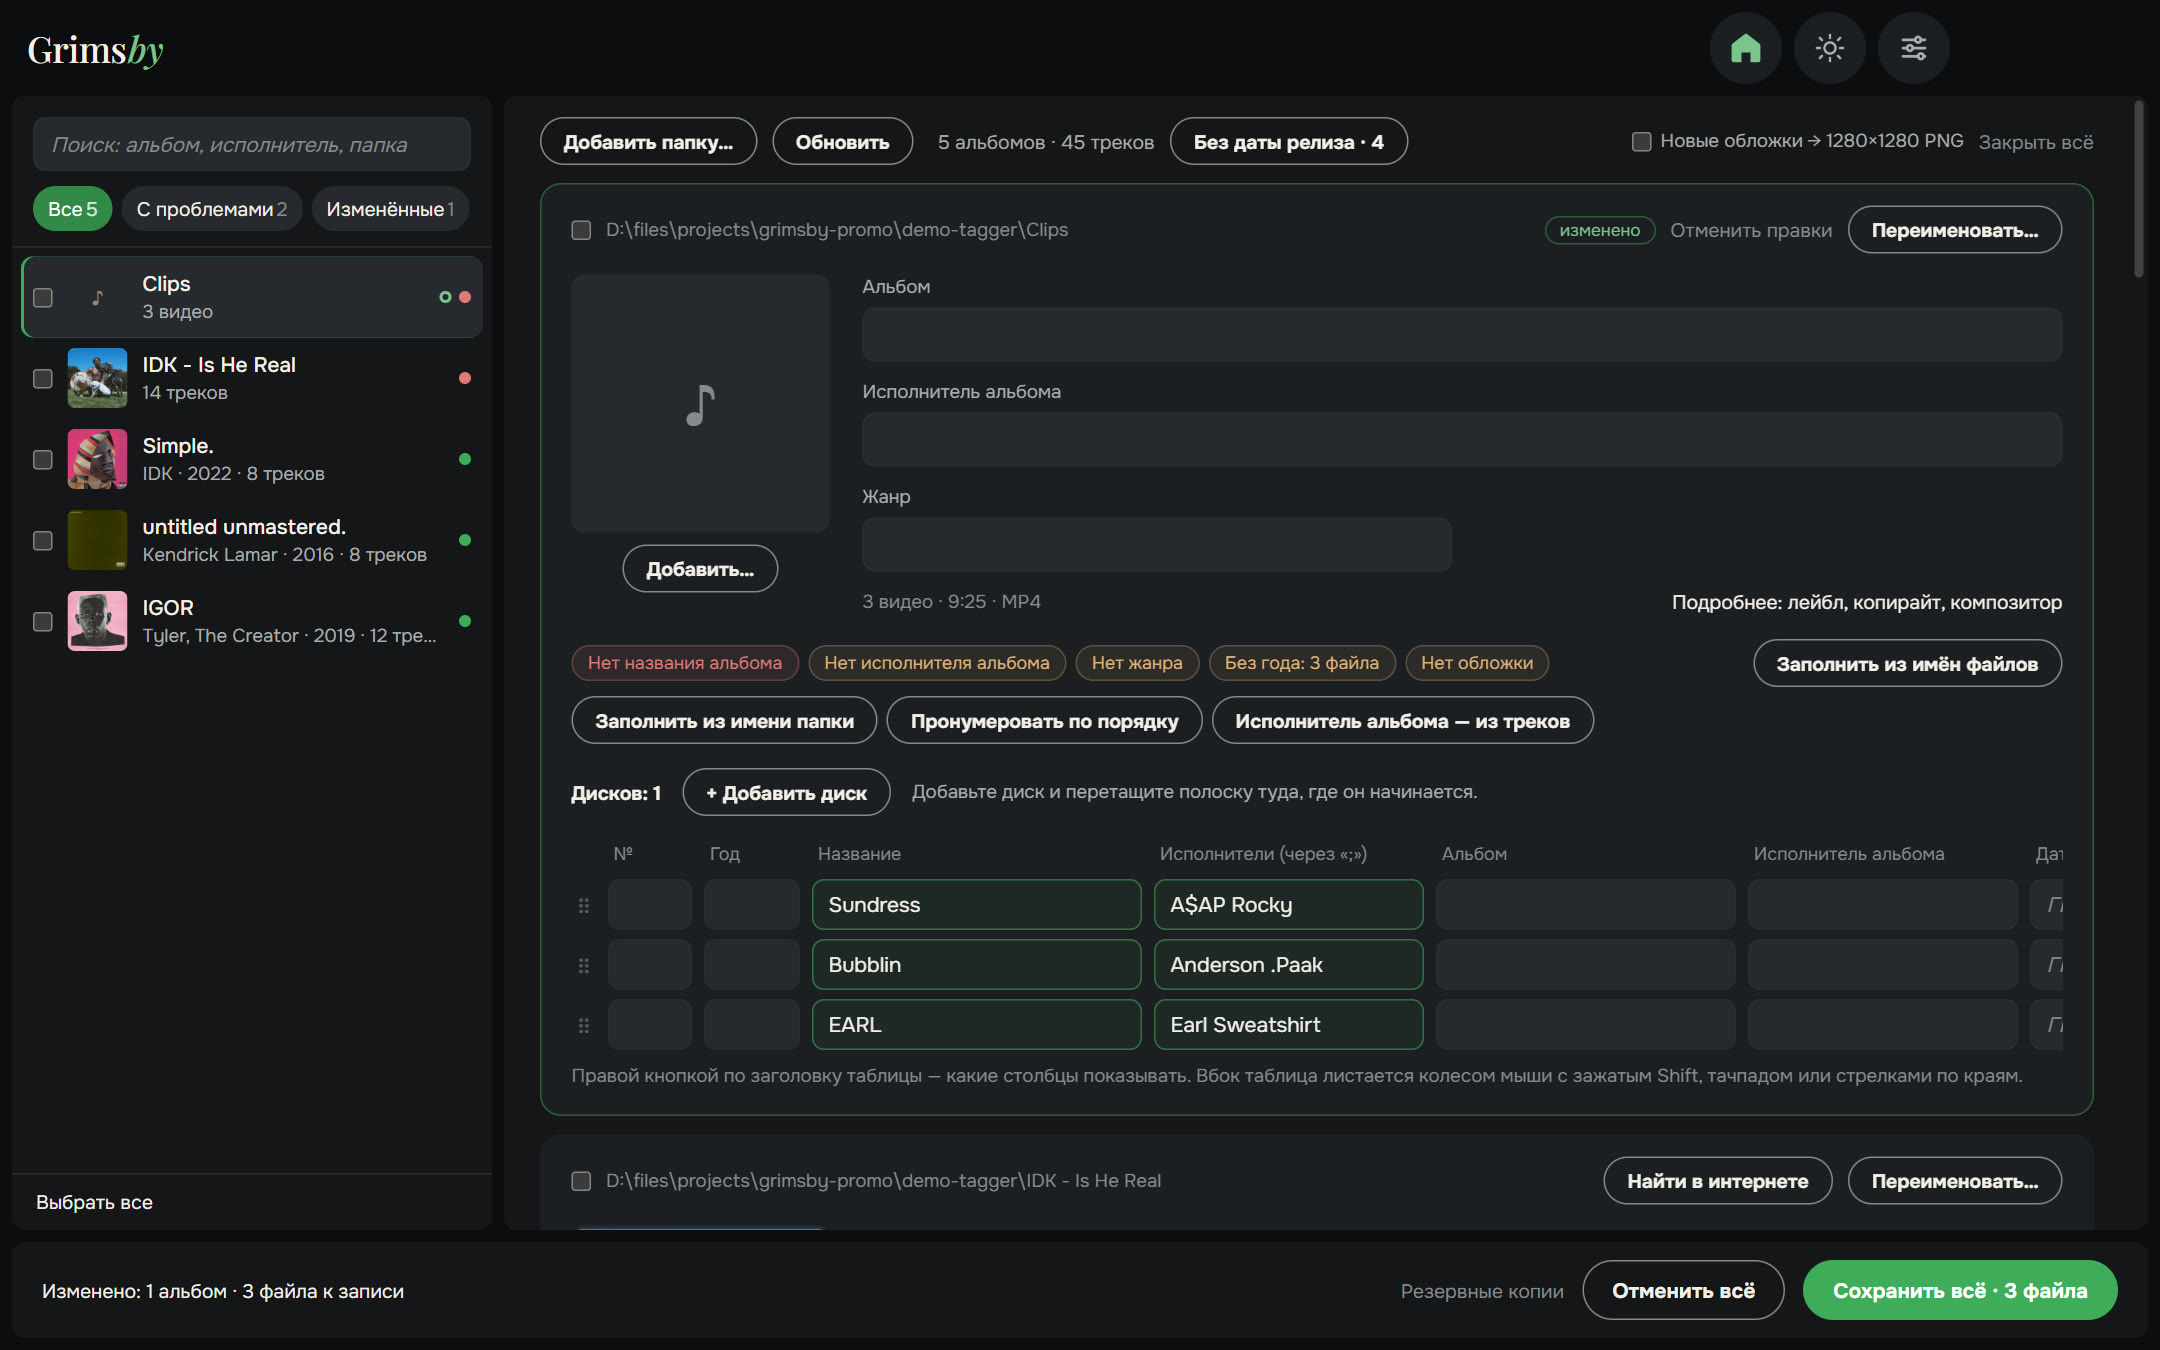 Grimsby
Поиск: альбом, исполнитель, папка
Все 5
С проблемами 2
Изменённые 1
Clips
3 видео
IDK - Is He Real
14 треков
Simple.
IDK · 2022 · 8 треков
untitled unmastered.
Kendrick Lamar · 2016 · 8 треков
IGOR
Tyler, The Creator · 2019 · 12 тре...
Выбрать все
Добавить папку...
Обновить
5 альбомов · 45 треков
Без даты релиза · 4
Новые обложки → 1280×1280 PNG
Закрыть всё
D:\files\projects\grimsby-promo\demo-tagger\Clips
изменено
Отменить правки
Переименовать...
Альбом
Исполнитель альбома
Жанр
Добавить...
3 видео · 9:25 · MP4
Подробнее: лейбл, копирайт, композитор
Нет названия альбома
Нет исполнителя альбома
Нет жанра
Без года: 3 файла
Нет обложки
Заполнить из имён файлов
Заполнить из имени папки
Пронумеровать по порядку
Исполнитель альбома — из треков
Дисков: 1
+ Добавить диск
Добавьте диск и перетащите полоску туда, где он начинается.
№ Год Название Исполнители (через «;») Альбом Исполнитель альбома Дат
Sundress A$AP Rocky
Bubblin Anderson .Paak
EARL Earl Sweatshirt
Правой кнопкой по заголовку таблицы — какие столбцы показывать. Вбок таблица листается колесом мыши с зажатым Shift, тачпадом или стрелками по краям.
D:\files\projects\grimsby-promo\demo-tagger\IDK - Is He Real
Найти в интернете
Переименовать...
Изменено: 1 альбом · 3 файла к записи
Резервные копии
Отменить всё
Сохранить всё · 3 файла